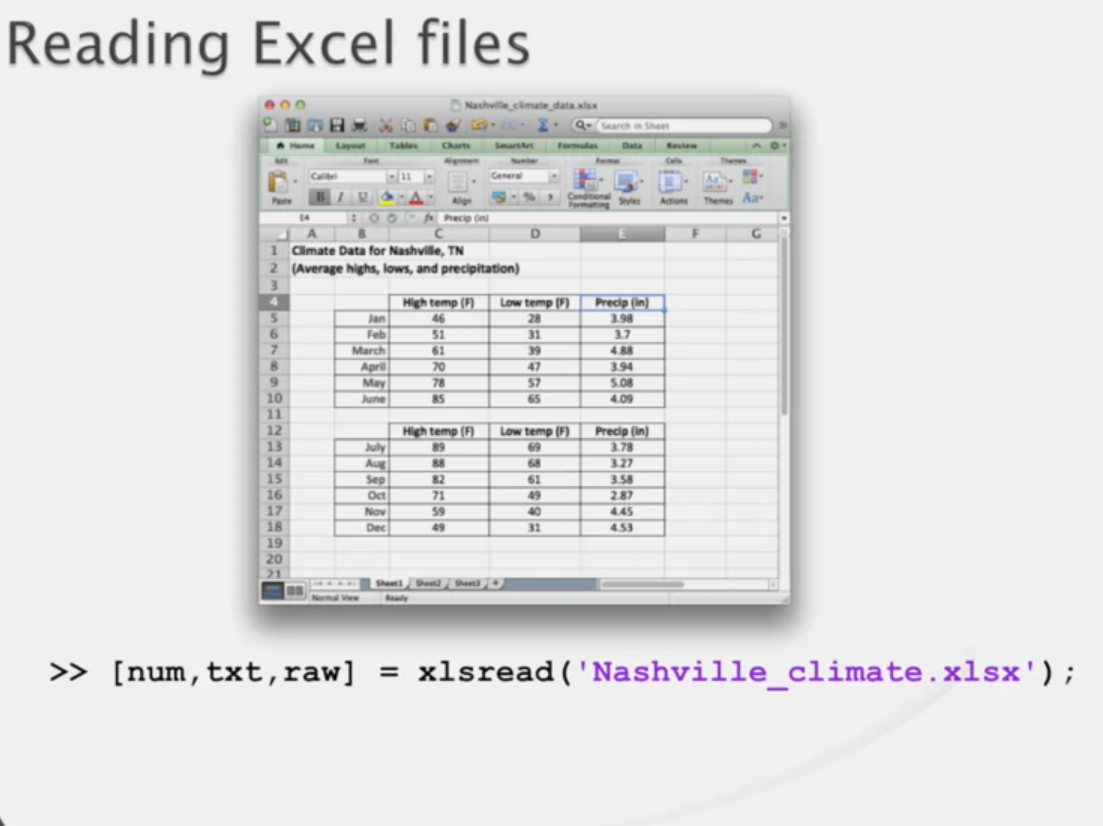 Reading Excel files
Nashville_climate_data.xlsx
Search in Sheet
Home Layout Tables Charts SmartArt Formulas Data Review
Edit Font Alignment Number Format Cells Themes
Calibri 11 General
Paste B I U A Align % Conditional Formatting Styles Actions Themes Aa
E4 fx Precip (in)
A B C D E F G
1 Climate Data for Nashville, TN
2 (Average highs, lows, and precipitation)
3
4 High temp (F) Low temp (F) Precip (in)
5 Jan 46 28 3.98
6 Feb 51 31 3.7
7 March 61 39 4.88
8 April 70 47 3.94
9 May 78 57 5.08
10 June 85 65 4.09
11
12 High temp (F) Low temp (F) Precip (in)
13 July 89 69 3.78
14 Aug 88 68 3.27
15 Sep 82 61 3.58
16 Oct 71 49 2.87
17 Nov 59 40 4.45
18 Dec 49 31 4.53
19
20
21
Sheet1 Sheet2 Sheet3 +
Normal View Ready
>> [num,txt,raw] = xlsread('Nashville_climate.xlsx');